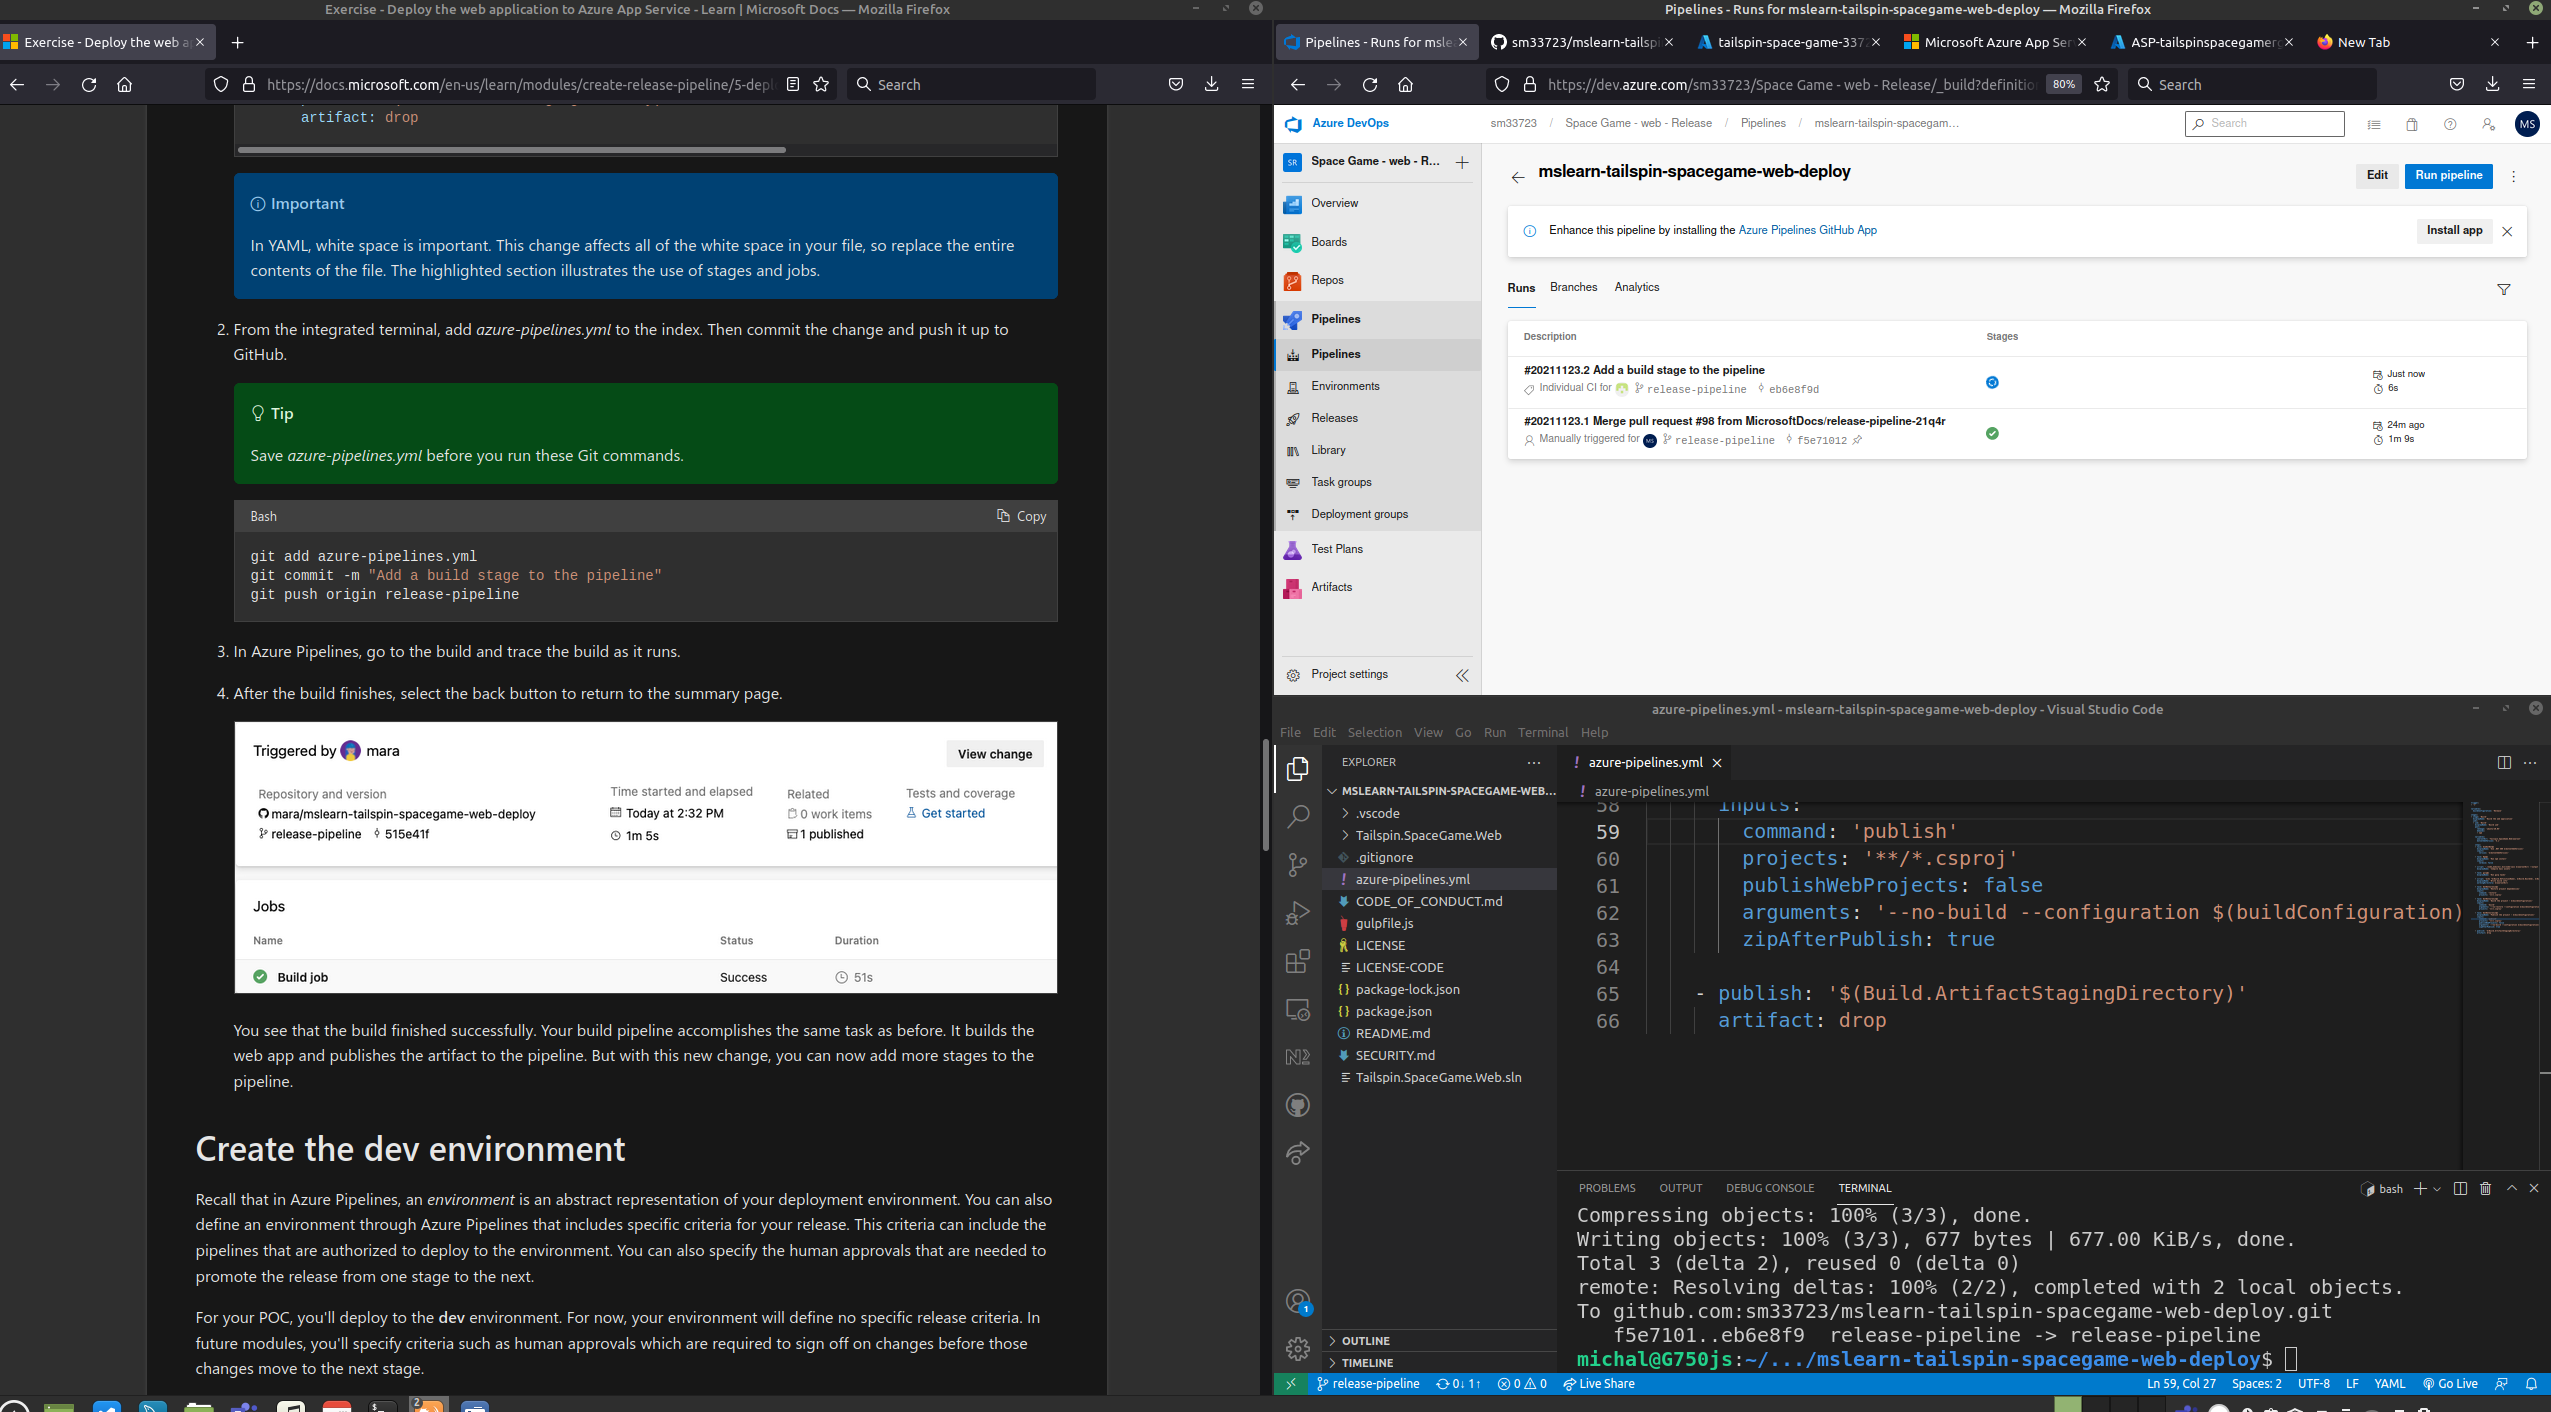 Exercise - Deploy the web application to Azure App Service - Learn | Microsoft Docs — Mozilla Firefox
Exercise - Deploy the web a
https://docs.microsoft.com/en-us/learn/modules/create-release-pipeline/5-depl
Search
artifact: drop
Important
In YAML, white space is important. This change affects all of the white space in your file, so replace the entire
contents of the file. The highlighted section illustrates the use of stages and jobs.
2. From the integrated terminal, add azure-pipelines.yml to the index. Then commit the change and push it up to
GitHub.
Tip
Save azure-pipelines.yml before you run these Git commands.
Bash
Copy
git add azure-pipelines.yml
git commit -m "Add a build stage to the pipeline"
git push origin release-pipeline
3. In Azure Pipelines, go to the build and trace the build as it runs.
4. After the build finishes, select the back button to return to the summary page.
Triggered by mara
View change
Repository and version
mara/mslearn-tailspin-spacegame-web-deploy
release-pipeline 515e41f
Time started and elapsed
Today at 2:32 PM
1m 5s
Related
0 work items
1 published
Tests and coverage
Get started
Jobs
Name Status Duration
Build job Success 51s
You see that the build finished successfully. Your build pipeline accomplishes the same task as before. It builds the
web app and publishes the artifact to the pipeline. But with this new change, you can now add more stages to the
pipeline.
Create the dev environment
Recall that in Azure Pipelines, an environment is an abstract representation of your deployment environment. You can also
define an environment through Azure Pipelines that includes specific criteria for your release. This criteria can include the
pipelines that are authorized to deploy to the environment. You can also specify the human approvals that are needed to
promote the release from one stage to the next.
For your POC, you'll deploy to the dev environment. For now, your environment will define no specific release criteria. In
future modules, you'll specify criteria such as human approvals which are required to sign off on changes before those
changes move to the next stage.
Pipelines - Runs for mslearn-tailspin-spacegame-web-deploy — Mozilla Firefox
Pipelines - Runs for msle
sm33723/mslearn-tailsp
tailspin-space-game-337
Microsoft Azure App Ser
ASP-tailspinspacegamer
New Tab
https://dev.azure.com/sm33723/Space Game - web - Release/_build?definitio
80%
Search
Azure DevOps
sm33723 / Space Game - web - Release / Pipelines / mslearn-tailspin-spacegam...
Search
MS
SR Space Game - web - R...
Overview
Boards
Repos
Pipelines
Pipelines
Environments
Releases
Library
Task groups
Deployment groups
Test Plans
Artifacts
Project settings
mslearn-tailspin-spacegame-web-deploy
Edit
Run pipeline
Enhance this pipeline by installing the Azure Pipelines GitHub App
Install app
Runs Branches Analytics
Description Stages
#20211123.2 Add a build stage to the pipeline
Individual CI for release-pipeline eb6e8f9d
Just now
6s
#20211123.1 Merge pull request #98 from MicrosoftDocs/release-pipeline-21q4r
Manually triggered for MS release-pipeline f5e71012
24m ago
1m 9s
azure-pipelines.yml - mslearn-tailspin-spacegame-web-deploy - Visual Studio Code
File Edit Selection View Go Run Terminal Help
EXPLORER
MSLEARN-TAILSPIN-SPACEGAME-WEB...
.vscode
Tailspin.SpaceGame.Web
.gitignore
! azure-pipelines.yml
CODE_OF_CONDUCT.md
gulpfile.js
LICENSE
LICENSE-CODE
{} package-lock.json
{} package.json
README.md
SECURITY.md
Tailspin.SpaceGame.Web.sln
OUTLINE
TIMELINE
1
! azure-pipelines.yml
! azure-pipelines.yml
58 inputs:
59 command: 'publish'
60 projects: '**/*.csproj'
61 publishWebProjects: false
62 arguments: '--no-build --configuration $(buildConfiguration)
63 zipAfterPublish: true
64
65 - publish: '$(Build.ArtifactStagingDirectory)'
66 artifact: drop
PROBLEMS OUTPUT DEBUG CONSOLE TERMINAL
bash
Compressing objects: 100% (3/3), done.
Writing objects: 100% (3/3), 677 bytes | 677.00 KiB/s, done.
Total 3 (delta 2), reused 0 (delta 0)
remote: Resolving deltas: 100% (2/2), completed with 2 local objects.
To github.com:sm33723/mslearn-tailspin-spacegame-web-deploy.git
f5e7101..eb6e8f9 release-pipeline -> release-pipeline
michal@G750js:~/.../mslearn-tailspin-spacegame-web-deploy$
release-pipeline 0↓ 1↑ 0 0 Live Share
Ln 59, Col 27 Spaces: 2 UTF-8 LF YAML Go Live
2